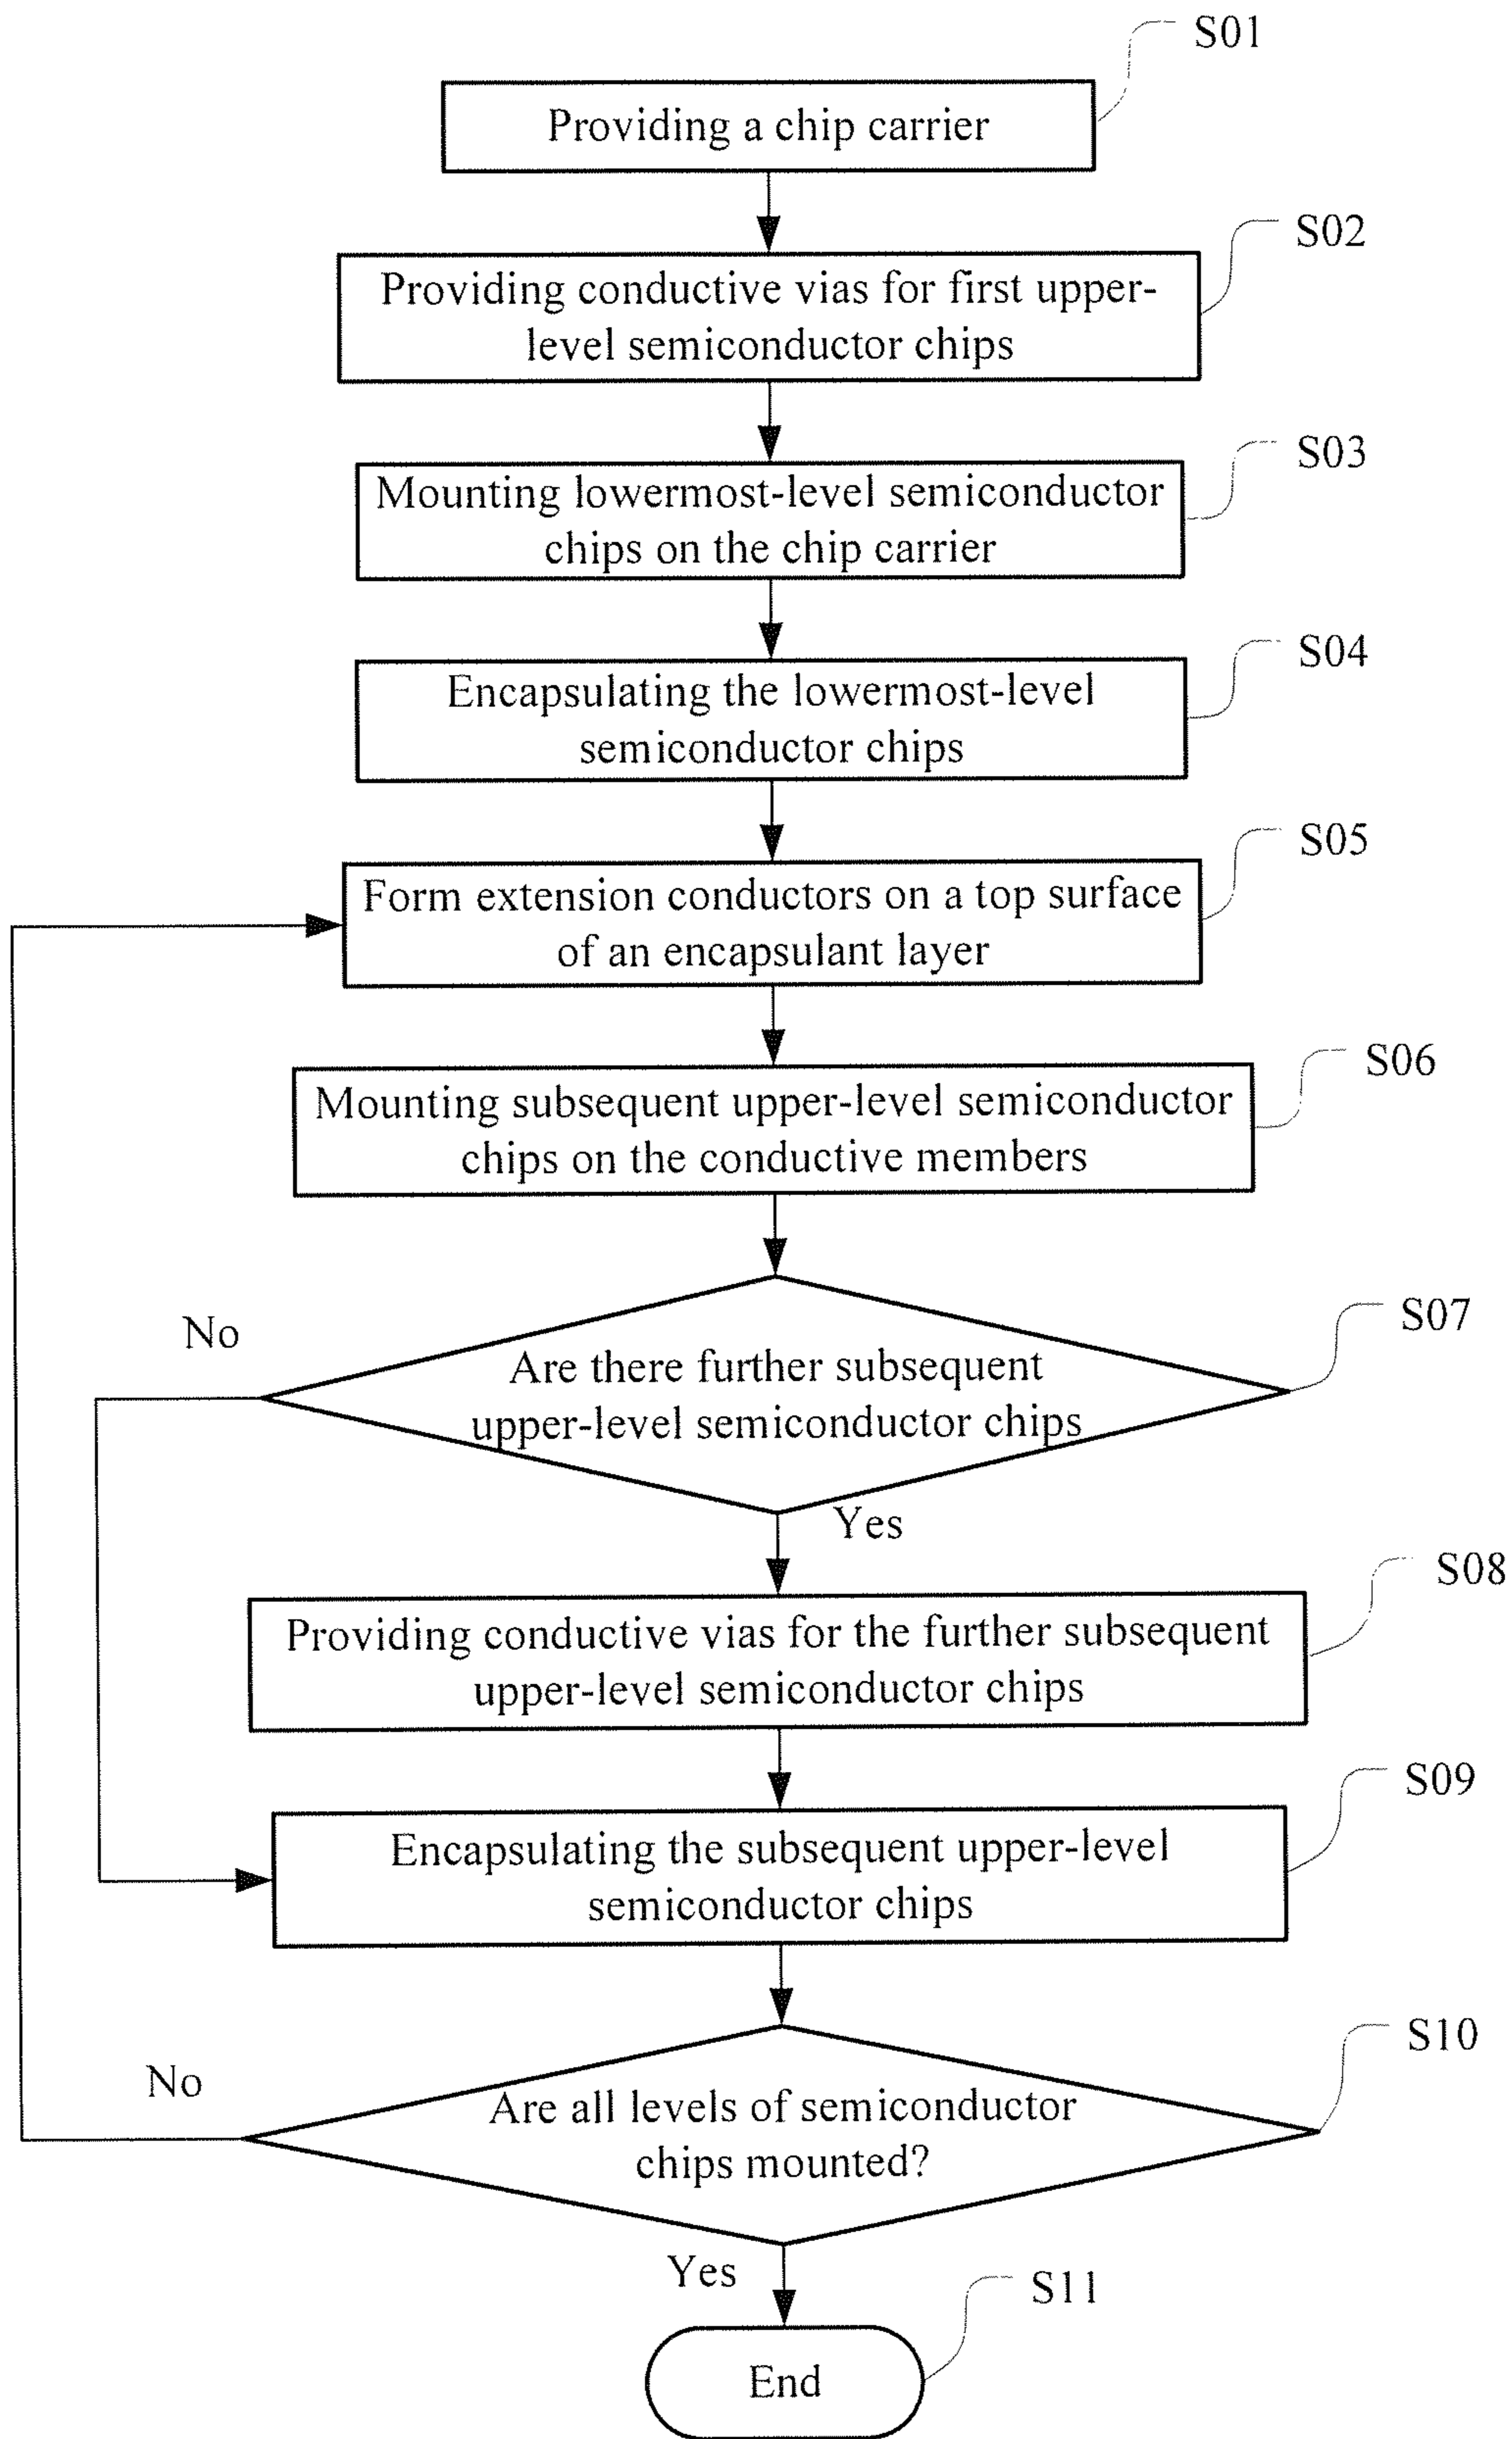 S01
Providing a chip carrier
S02
Providing conductive vias for first upper-
level semiconductor chips
S03
Mounting lowermost-level semiconductor
chips on the chip carrier
S04
Encapsulating the lowermost-level
semiconductor chips
S05
Form extension conductors on a top surface
of an encapsulant layer
S06
Mounting subsequent upper-level semiconductor
chips on the conductive members
S07
No
Are there further subsequent
upper-level semiconductor chips
Yes
S08
Providing conductive vias for the further subsequent
upper-level semiconductor chips
S09
Encapsulating the subsequent upper-level
semiconductor chips
S10
No
Are all levels of semiconductor
chips mounted?
Yes
S11
End